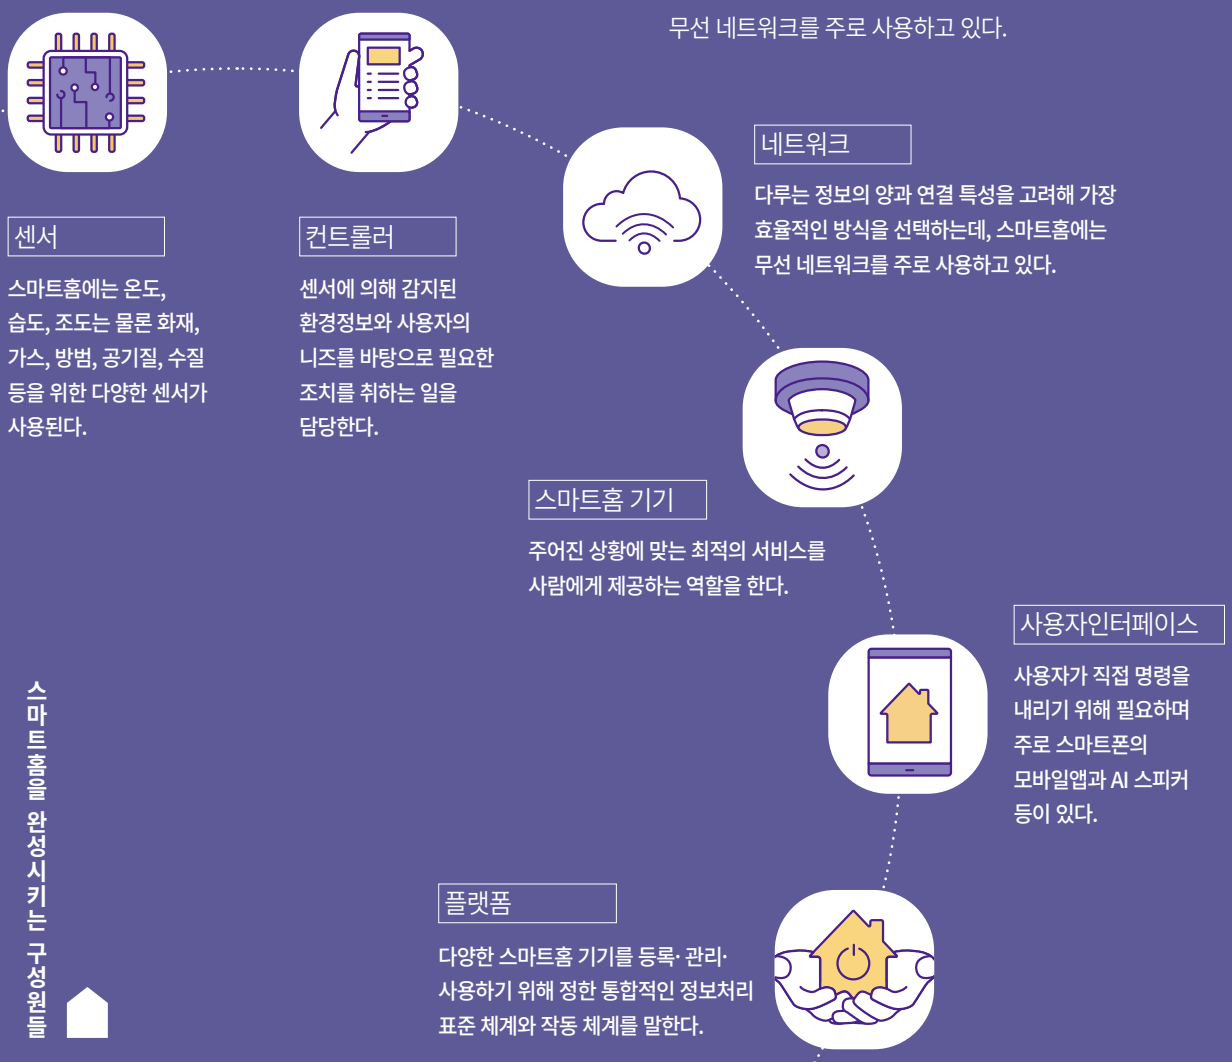 무선 네트워크를 주로 사용하고 있다.
센서
스마트홈에는 온도,
습도, 조도는 물론 화재,
가스, 방범, 공기질, 수질
등을 위한 다양한 센서가
사용된다.
컨트롤러
센서에 의해 감지된
환경정보와 사용자의
니즈를 바탕으로 필요한
조치를 취하는 일을
담당한다.
네트워크
다루는 정보의 양과 연결 특성을 고려해 가장
효율적인 방식을 선택하는데, 스마트홈에는
무선 네트워크를 주로 사용하고 있다.
스마트홈 기기
주어진 상황에 맞는 최적의 서비스를
사람에게 제공하는 역할을 한다.
사용자인터페이스
사용자가 직접 명령을
내리기 위해 필요하며
주로 스마트폰의
모바일앱과 AI 스피커
등이 있다.
플랫폼
다양한 스마트홈 기기를 등록· 관리·
사용하기 위해 정한 통합적인 정보처리
표준 체계와 작동 체계를 말한다.
스마트홈을 완성시키는 구성원들